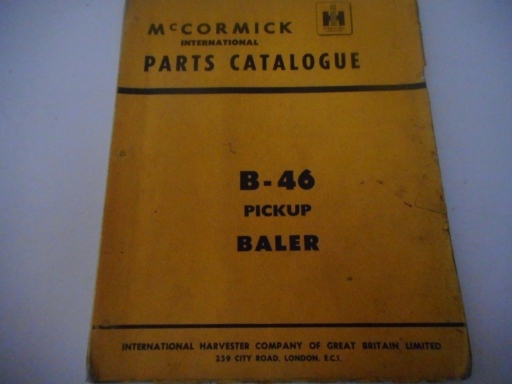 McCORMICK
INTERNATIONAL
PARTS CATALOGUE
B-46
PICKUP
BALER
INTERNATIONAL HARVESTER COMPANY OF GREAT BRITAIN LIMITED
259 CITY ROAD, LONDON, E.C.1.